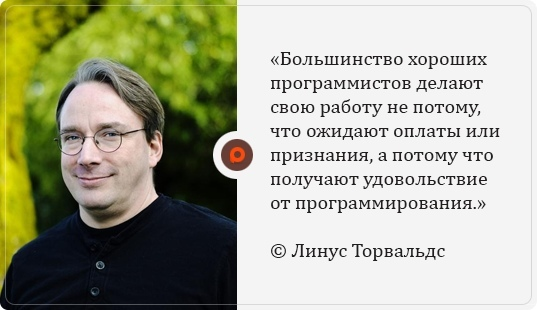 «Большинство хороших
программистов делают
свою работу не потому,
что ожидают оплаты или
признания, а потому что
получают удовольствие
от программирования.»
© Линус Торвальдс